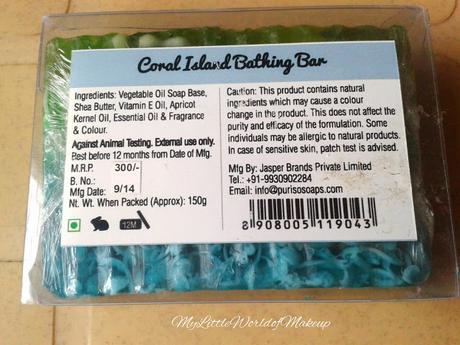 Coral Island Bathing Bar
Ingredients: Vegetable Oil Soap Base,
Shea Butter, Vitamin E Oil, Apricot
Kernel Oil, Essential Oil & Fragrance
& Colour.
Against Animal Testing. External use only.
Best before 12 months from Date of Mfg.
M.R.P. 300/-
B. No.:
Mfg Date: 9/14
Nt. Wt. When Packed (Approx): 150g
12M
Caution: This product contains natural
ingredients which may cause a colour
change in the product. This does not affect the
purity and efficacy of the formulation. Some
individuals may be allergic to natural products.
In case of sensitive skin, patch test is advised.
Mfg By: Jasper Brands Private Limited
Tel.: +91-9930902284
Email: info@purisosoaps.com
8 908005 119043
MyLittleWorldofMakeup